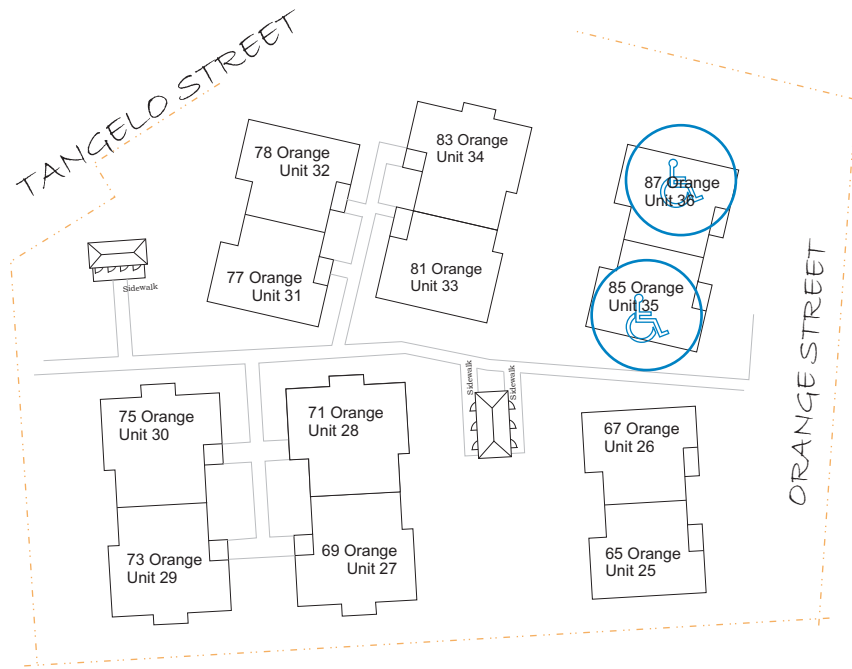 TANGELO STREET
83 Orange
Unit 34
78 Orange
Unit 32
87 Orange
Unit 36
81 Orange
Unit 33
77 Orange
Unit 31
85 Orange
Unit 35
Sidewalk
ORANGE STREET
Sidewalk
Sidewalk
75 Orange
Unit 30
71 Orange
Unit 28
67 Orange
Unit 26
73 Orange
Unit 29
69 Orange
Unit 27
65 Orange
Unit 25